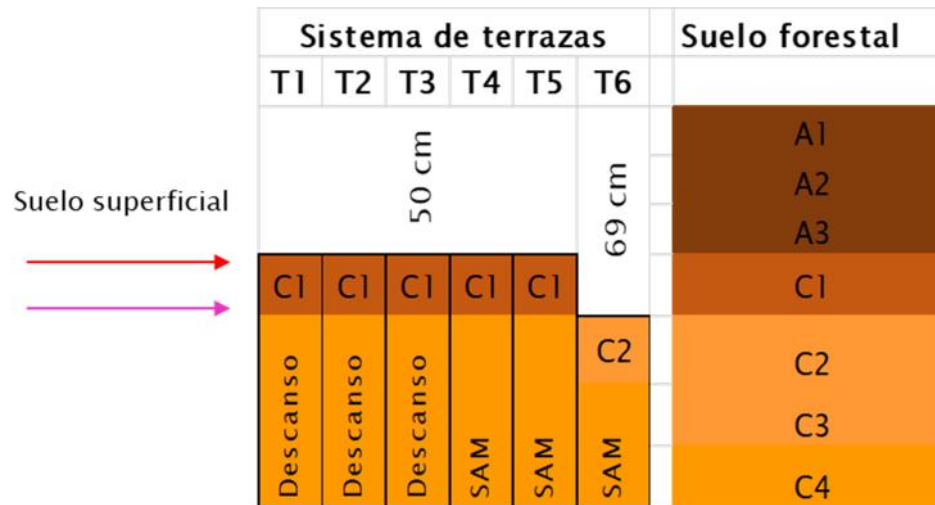 Sistema de terrazas Suelo forestal
T1 T2 T3 T4 T5 T6
A1
50 cm
A2
69 cm
Suelo superficial
A3
C1 C1 C1 C1 C1 C1
C2 C2
Descanso Descanso Descanso SAM SAM SAM
C3
C4